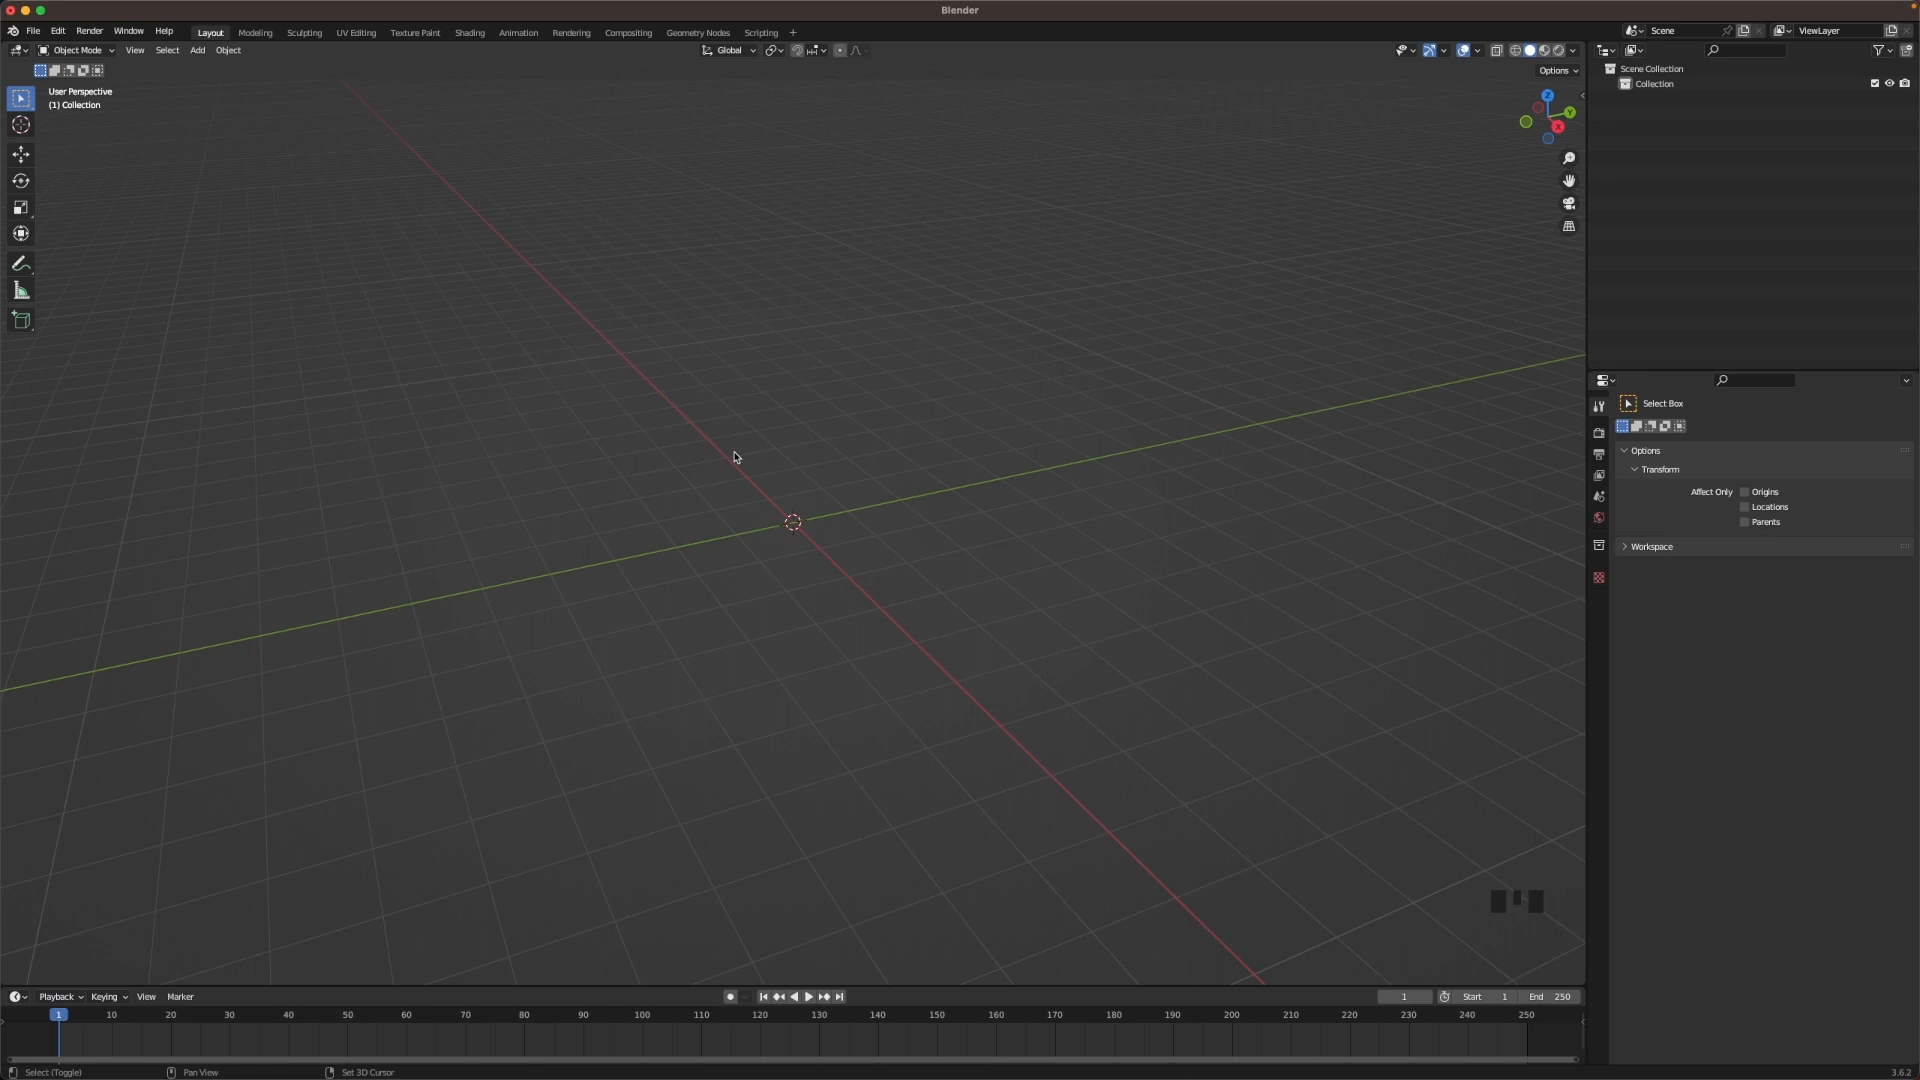 Blender
File Edit Render Window Help Layout Modeling Sculpting UV Editing Texture Paint Shading Animation Rendering Compositing Geometry Nodes Scripting + Scene ViewLayer
Object Mode View Select Add Object Global
Options
User Perspective
(1) Collection
Z
Y
X
Scene Collection
Collection
Select Box
Options
Transform
Affect Only Origins
Locations
Parents
Workspace
Playback Keying View Marker 1 Start 1 End 250
1 10 20 30 40 50 60 70 80 90 100 110 120 130 140 150 160 170 180 190 200 210 220 230 240 250
Select (Toggle) Pan View Set 3D Cursor 3.6.2